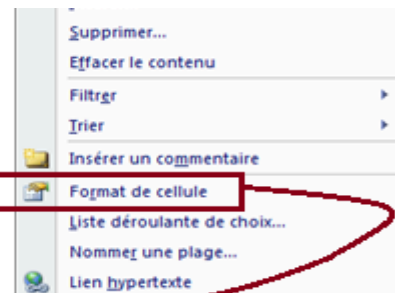 Supprimer...
Effacer le contenu
Filtrer
Trier
Insérer un commentaire
Format de cellule
Liste déroulante de choix...
Nommer une plage...
Lien hypertexte